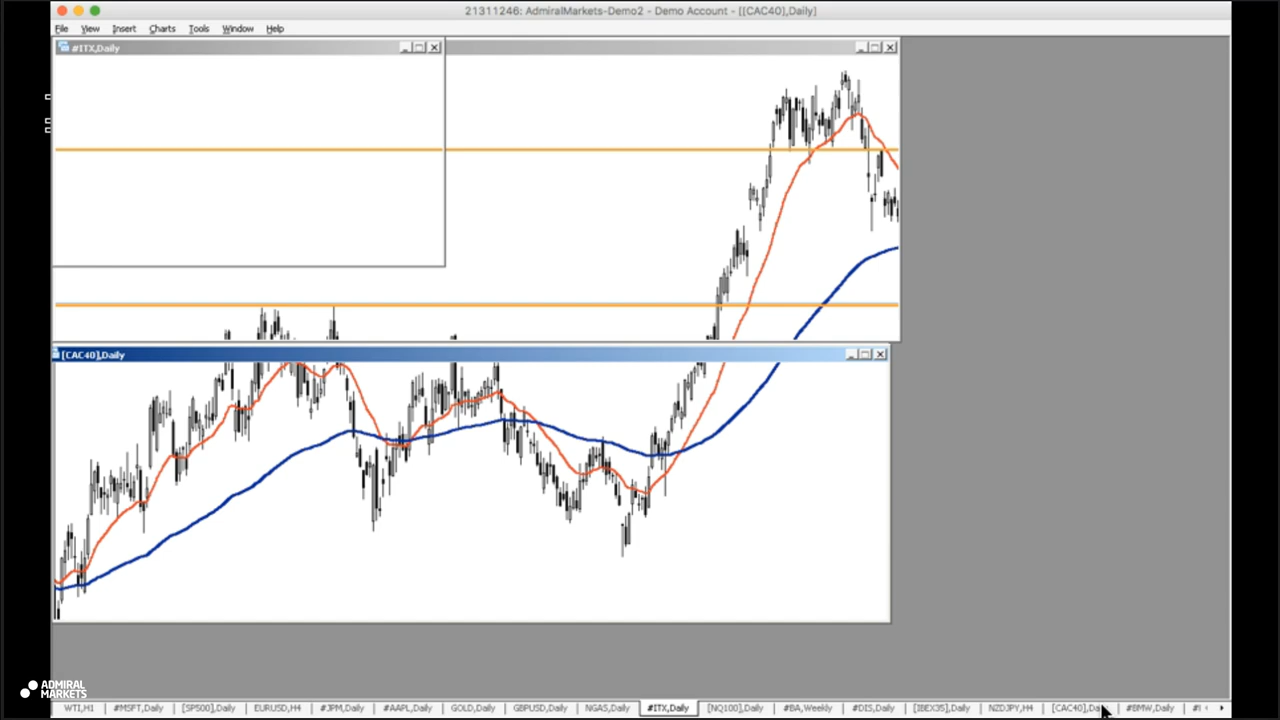 21311246: AdmiralMarkets-Demo2 - Demo Account - [[CAC40],Daily]
File View Insert Charts Tools Window Help
#ITX,Daily
[CAC40],Daily
ADMIRAL
MARKETS
WTI,H1 #MSFT,Daily [SP500],Daily EURUSD,H4 #JPM,Daily #AAPL,Daily GOLD,Daily GBPUSD,Daily NGAS,Daily #ITX,Daily [NQ100],Daily #BA,Weekly #DIS,Daily [IBEX35],Daily NZDJPY,H4 [CAC40],Da #BMW,Daily